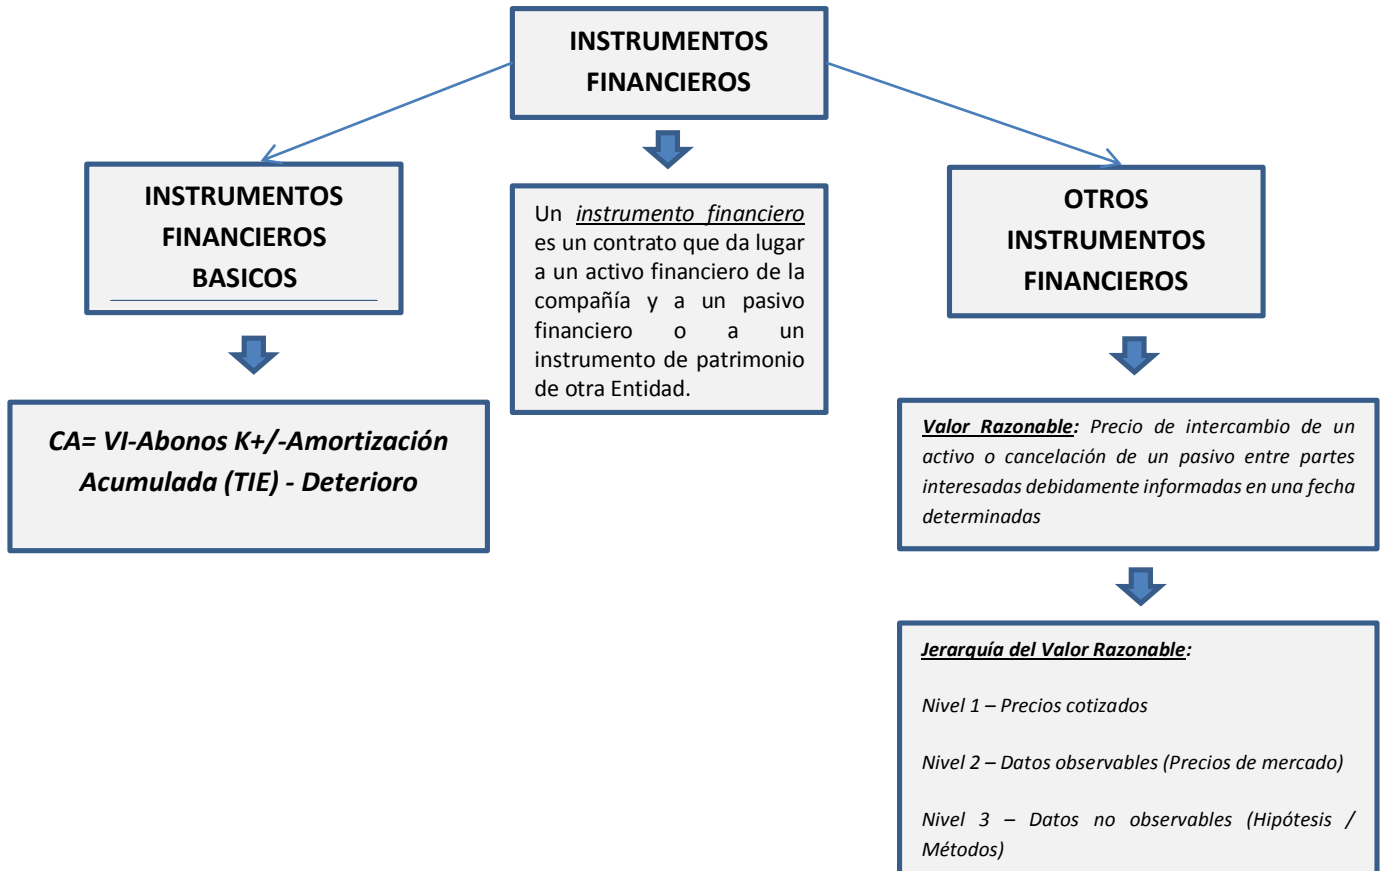 INSTRUMENTOS
FINANCIEROS
INSTRUMENTOS
FINANCIEROS
BASICOS
Un instrumento financiero
es un contrato que da lugar
a un activo financiero de la
compañía y a un pasivo
financiero o a un
instrumento de patrimonio
de otra Entidad.
OTROS
INSTRUMENTOS
FINANCIEROS
CA= VI-Abonos K+/-Amortización
Acumulada (TIE) - Deterioro
Valor Razonable: Precio de intercambio de un
activo o cancelación de un pasivo entre partes
interesadas debidamente informadas en una fecha
determinadas
Jerarquía del Valor Razonable:
Nivel 1 – Precios cotizados
Nivel 2 – Datos observables (Precios de mercado)
Nivel 3 – Datos no observables (Hipótesis /
Métodos)